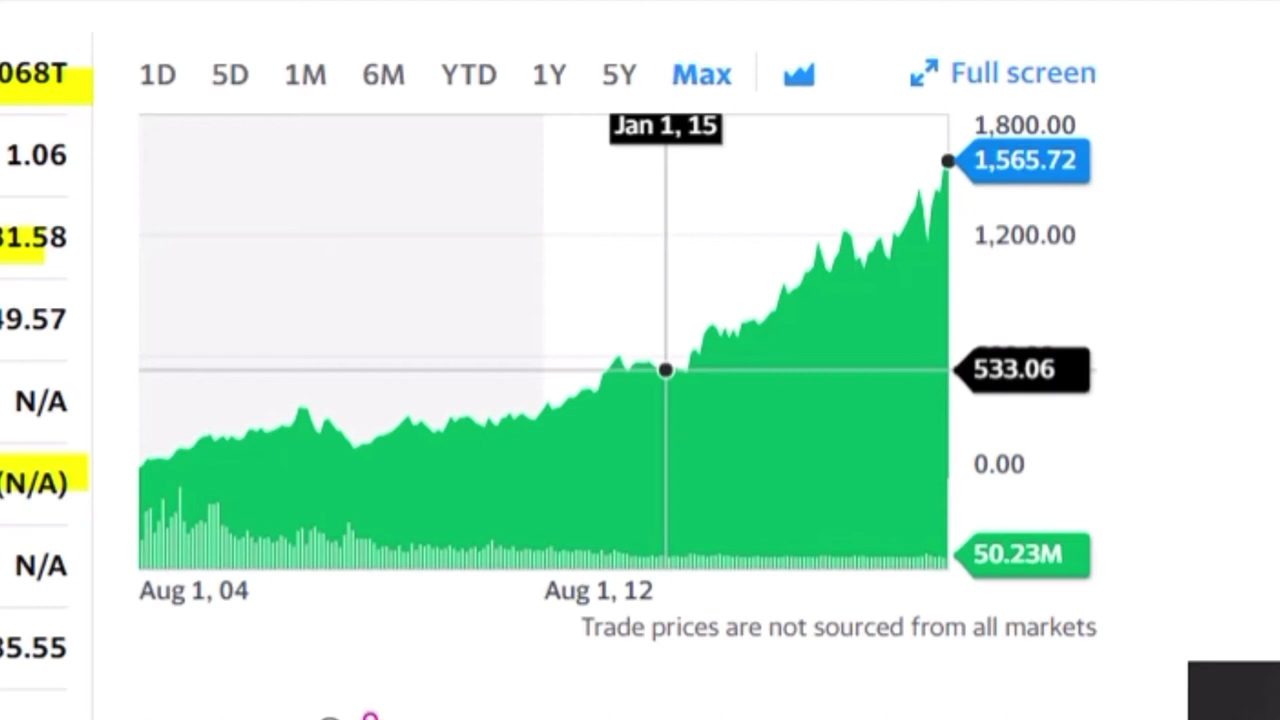 068T
1.06
31.58
49.57
N/A
(N/A)
N/A
35.55
1D 5D 1M 6M YTD 1Y 5Y Max Full screen
Jan 1, 15
1,800.00
1,565.72
1,200.00
533.06
0.00
50.23M
Aug 1, 04 Aug 1, 12
Trade prices are not sourced from all markets